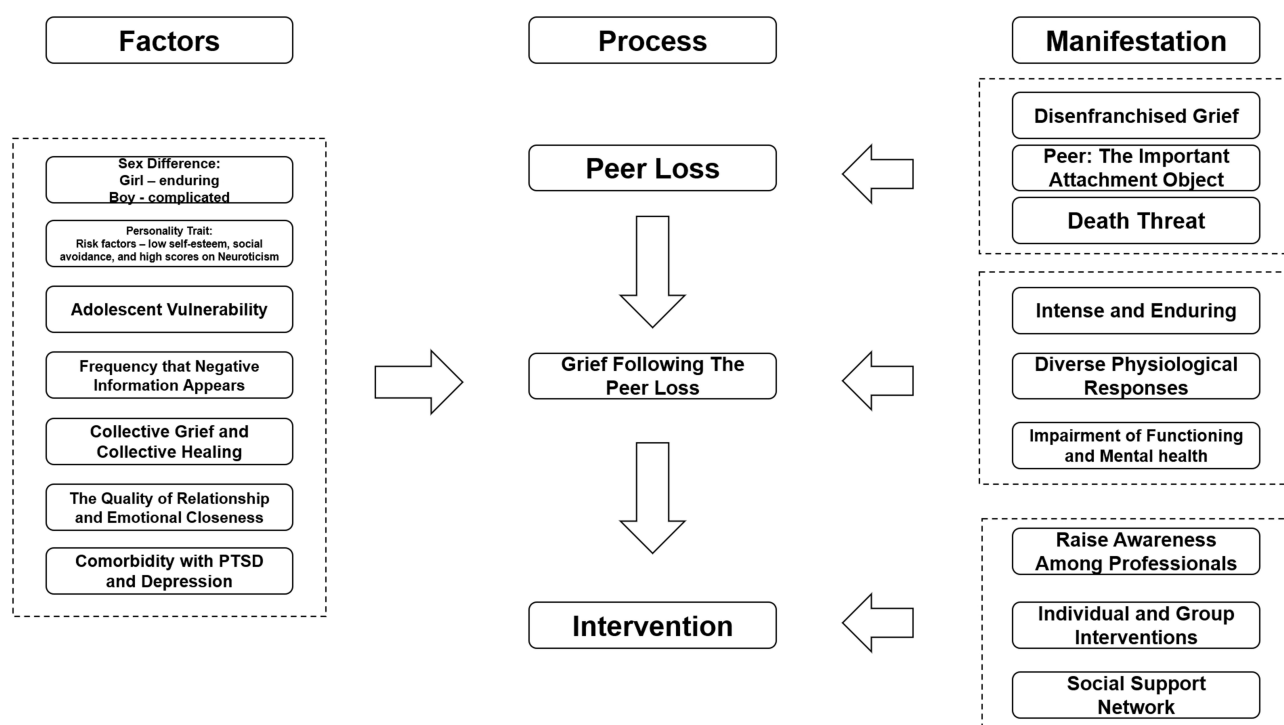 Factors
Sex Difference:
Girl – enduring
Boy - complicated
Personality Trait:
Risk factors – low self-esteem, social
avoidance, and high scores on Neuroticism
Adolescent Vulnerability
Frequency that Negative
Information Appears
Collective Grief and
Collective Healing
The Quality of Relationship
and Emotional Closeness
Comorbidity with PTSD
and Depression
Process
Peer Loss
Grief Following The
Peer Loss
Intervention
Manifestation
Disenfranchised Grief
Peer: The Important
Attachment Object
Death Threat
Intense and Enduring
Diverse Physiological
Responses
Impairment of Functioning
and Mental health
Raise Awareness
Among Professionals
Individual and Group
Interventions
Social Support
Network